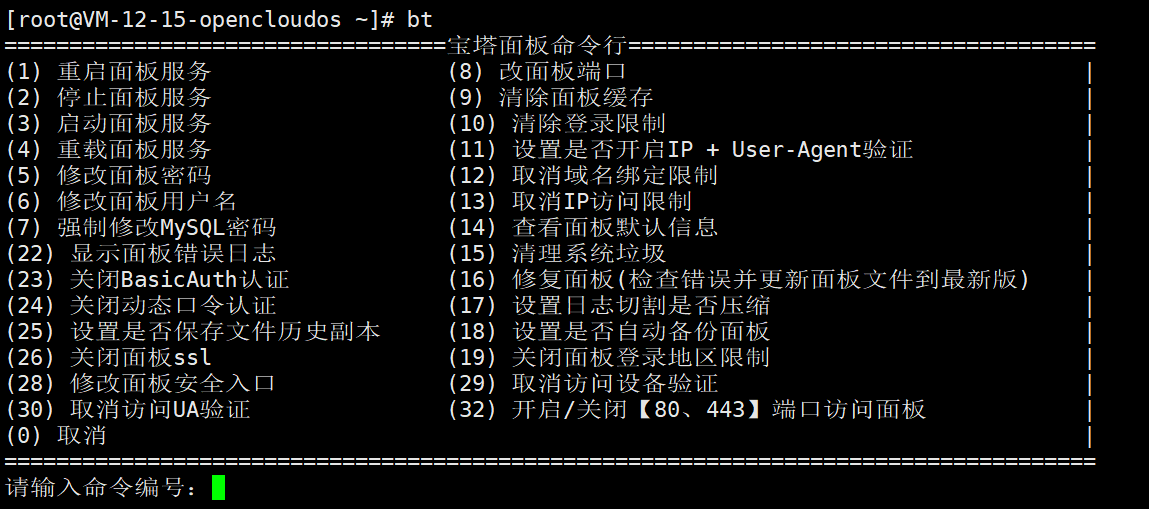 [root@VM-12-15-opencloudos ~]# bt
==================================宝塔面板命令行====================================
(1) 重启面板服务 (8) 改面板端口 |
(2) 停止面板服务 (9) 清除面板缓存 |
(3) 启动面板服务 (10) 清除登录限制 |
(4) 重载面板服务 (11) 设置是否开启IP + User-Agent验证 |
(5) 修改面板密码 (12) 取消域名绑定限制 |
(6) 修改面板用户名 (13) 取消IP访问限制 |
(7) 强制修改MySQL密码 (14) 查看面板默认信息 |
(22) 显示面板错误日志 (15) 清理系统垃圾 |
(23) 关闭BasicAuth认证 (16) 修复面板(检查错误并更新面板文件到最新版) |
(24) 关闭动态口令认证 (17) 设置日志切割是否压缩 |
(25) 设置是否保存文件历史副本 (18) 设置是否自动备份面板 |
(26) 关闭面板ssl (19) 关闭面板登录地区限制 |
(28) 修改面板安全入口 (29) 取消访问设备验证 |
(30) 取消访问UA验证 (32) 开启/关闭【80、443】端口访问面板 |
(0) 取消 |
====================================================================================
请输入命令编号：